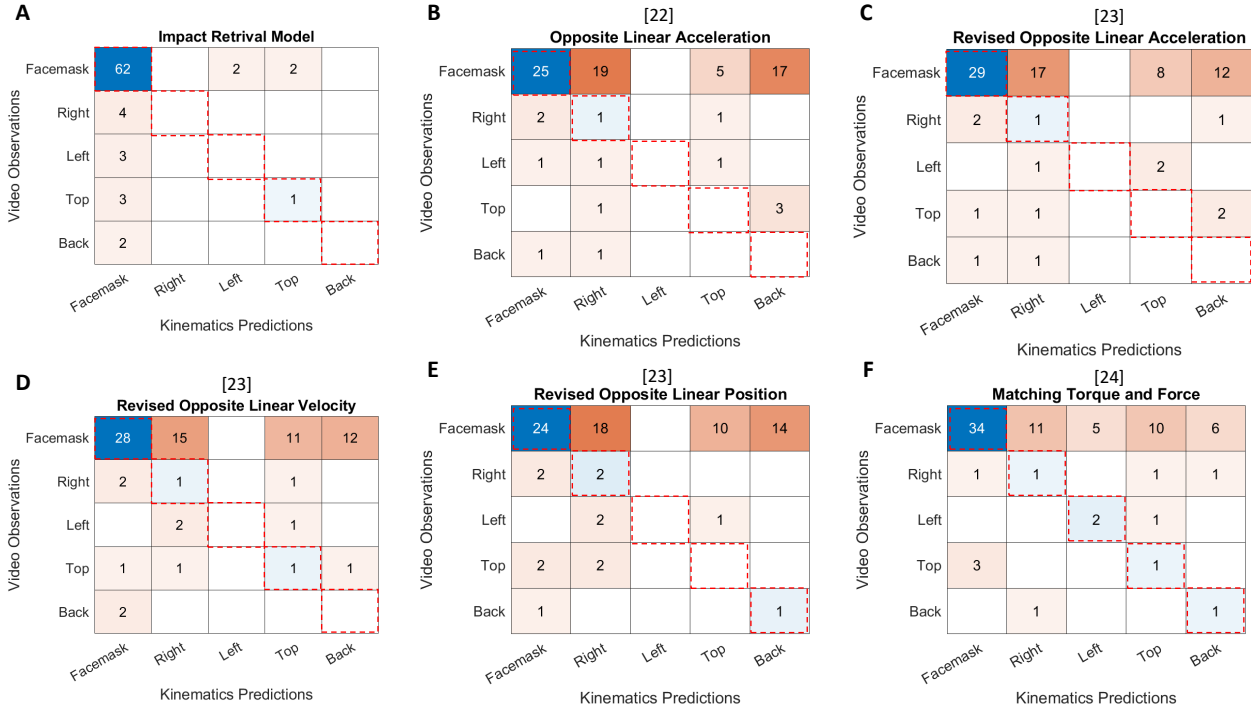 A
Impact Retrival Model
Video Observations
Facemask 62 2 2
Right 4
Left 3
Top 3 1
Back 2
Facemask Right Left Top Back
Kinematics Predictions
B
[22]
Opposite Linear Acceleration
Video Observations
Facemask 25 19 5 17
Right 2 1 1
Left 1 1 1
Top 1 3
Back 1 1
Facemask Right Left Top Back
Kinematics Predictions
C
[23]
Revised Opposite Linear Acceleration
Video Observations
Facemask 29 17 8 12
Right 2 1 1
Left 1 2
Top 1 1 2
Back 1 1
Facemask Right Left Top Back
Kinematics Predictions
D
[23]
Revised Opposite Linear Velocity
Video Observations
Facemask 28 15 11 12
Right 2 1 1
Left 2 1
Top 1 1 1 1
Back 2
Facemask Right Left Top Back
Kinematics Predictions
E
[23]
Revised Opposite Linear Position
Video Observations
Facemask 24 18 10 14
Right 2 2
Left 2 1
Top 2 2
Back 1 1
Facemask Right Left Top Back
Kinematics Predictions
F
[24]
Matching Torque and Force
Video Observations
Facemask 34 11 5 10 6
Right 1 1 1 1
Left 2 1
Top 3 1
Back 1 1
Facemask Right Left Top Back
Kinematics Predictions